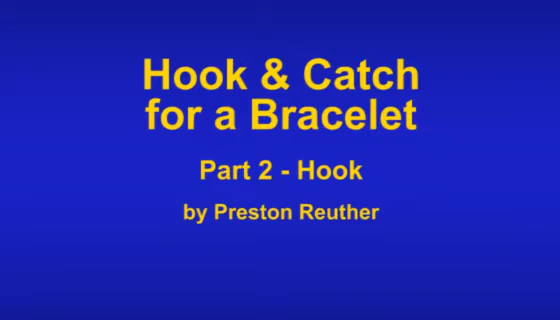 Hook & Catch
for a Bracelet
Part 2 - Hook
by Preston Reuther